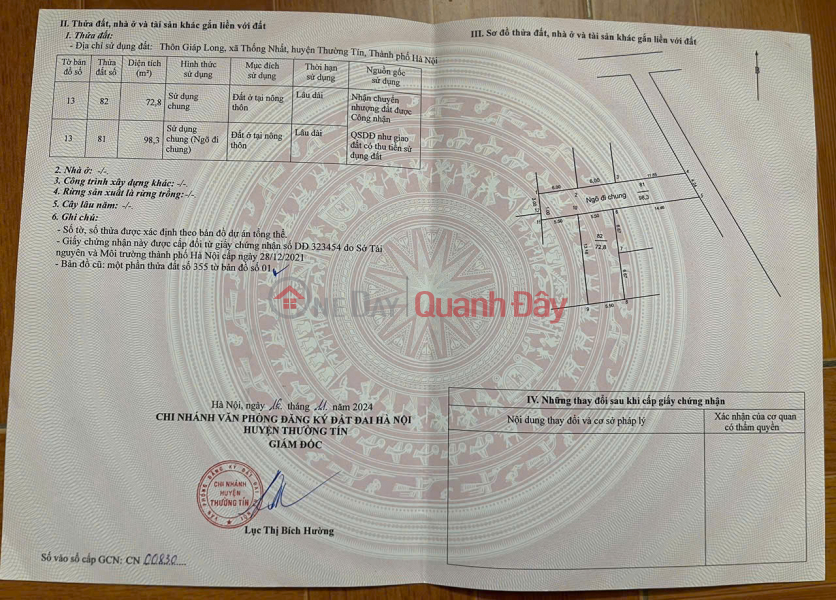 II. Thửa đất, nhà ở và tài sản khác gắn liền với đất
1. Thửa đất:
- Địa chỉ sử dụng đất: Thôn Giáp Long, xã Thống Nhất, huyện Thường Tín, Thành phố Hà Nội
Tờ bản đồ số
Thửa đất số
Diện tích (m²)
Hình thức sử dụng
Mục đích sử dụng
Thời hạn sử dụng
Nguồn gốc sử dụng
13
82
72,8
Sử dụng chung
Đất ở tại nông thôn
Lâu dài
Nhận chuyển nhượng đất được Công nhận
13
81
98,3
Sử dụng chung (Ngõ đi chung)
Đất ở tại nông thôn
Lâu dài
QSDĐ như giao đất có thu tiền sử dụng đất
2. Nhà ở: -/-
3. Công trình xây dựng khác: -/-
4. Rừng sản xuất là rừng trồng: -/-
5. Cây lâu năm: -/-
6. Ghi chú:
- Số tờ, số thửa được xác định theo bản đồ dự án tổng thể.
- Giấy chứng nhận này được cấp đổi từ giấy chứng nhận số DĐ 323454 do Sở Tài
nguyên và Môi trường thành phố Hà Nội cấp ngày 28/12/2021
- Bản đồ cũ: một phần thửa đất số 355 tờ bản đồ số 01
ONE DAY Quanh Đây
Hà Nội, ngày 16 tháng 11 năm 2024
CHI NHÁNH VĂN PHÒNG ĐĂNG KÝ ĐẤT ĐAI HÀ NỘI
HUYỆN THƯỜNG TÍN
GIÁM ĐỐC
CHI NHÁNH
HUYỆN
THƯỜNG TÍN
Lục Thị Bích Hường
Số vào sổ cấp GCN: CN 00830
III. Sơ đồ thửa đất, nhà ở và tài sản khác gắn liền với đất
B
Ngõ đi chung
81
98,3
82
72,8
IV. Những thay đổi sau khi cấp giấy chứng nhận
Nội dung thay đổi và cơ sở pháp lý
Xác nhận của cơ quan
có thẩm quyền